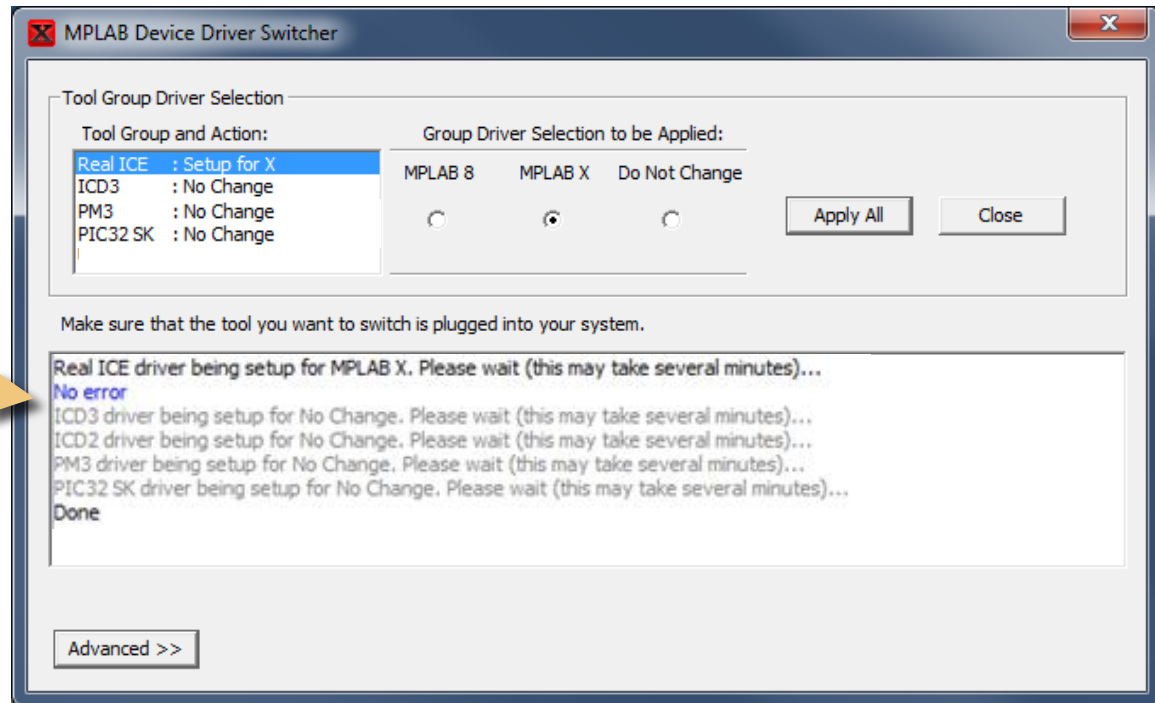 MPLAB Device Driver Switcher
Tool Group Driver Selection
Tool Group and Action:
Group Driver Selection to be Applied:
Real ICE : Setup for X
ICD3 : No Change
PM3 : No Change
PIC32 SK : No Change
MPLAB 8 MPLAB X Do Not Change
Apply All
Close
Make sure that the tool you want to switch is plugged into your system.
Real ICE driver being setup for MPLAB X. Please wait (this may take several minutes)...
No error
ICD3 driver being setup for No Change. Please wait (this may take several minutes)...
ICD2 driver being setup for No Change. Please wait (this may take several minutes)...
PM3 driver being setup for No Change. Please wait (this may take several minutes)...
PIC32 SK driver being setup for No Change. Please wait (this may take several minutes)...
Done
Advanced >>